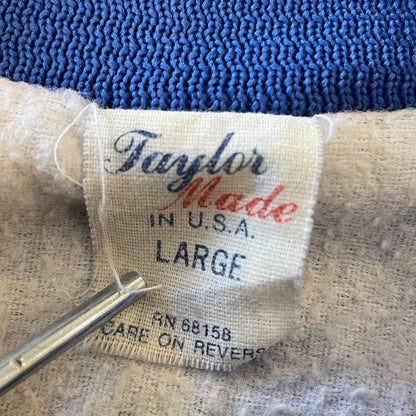 Taylor
Made
IN U.S.A.
LARGE
RN 68158
CARE ON REVERS